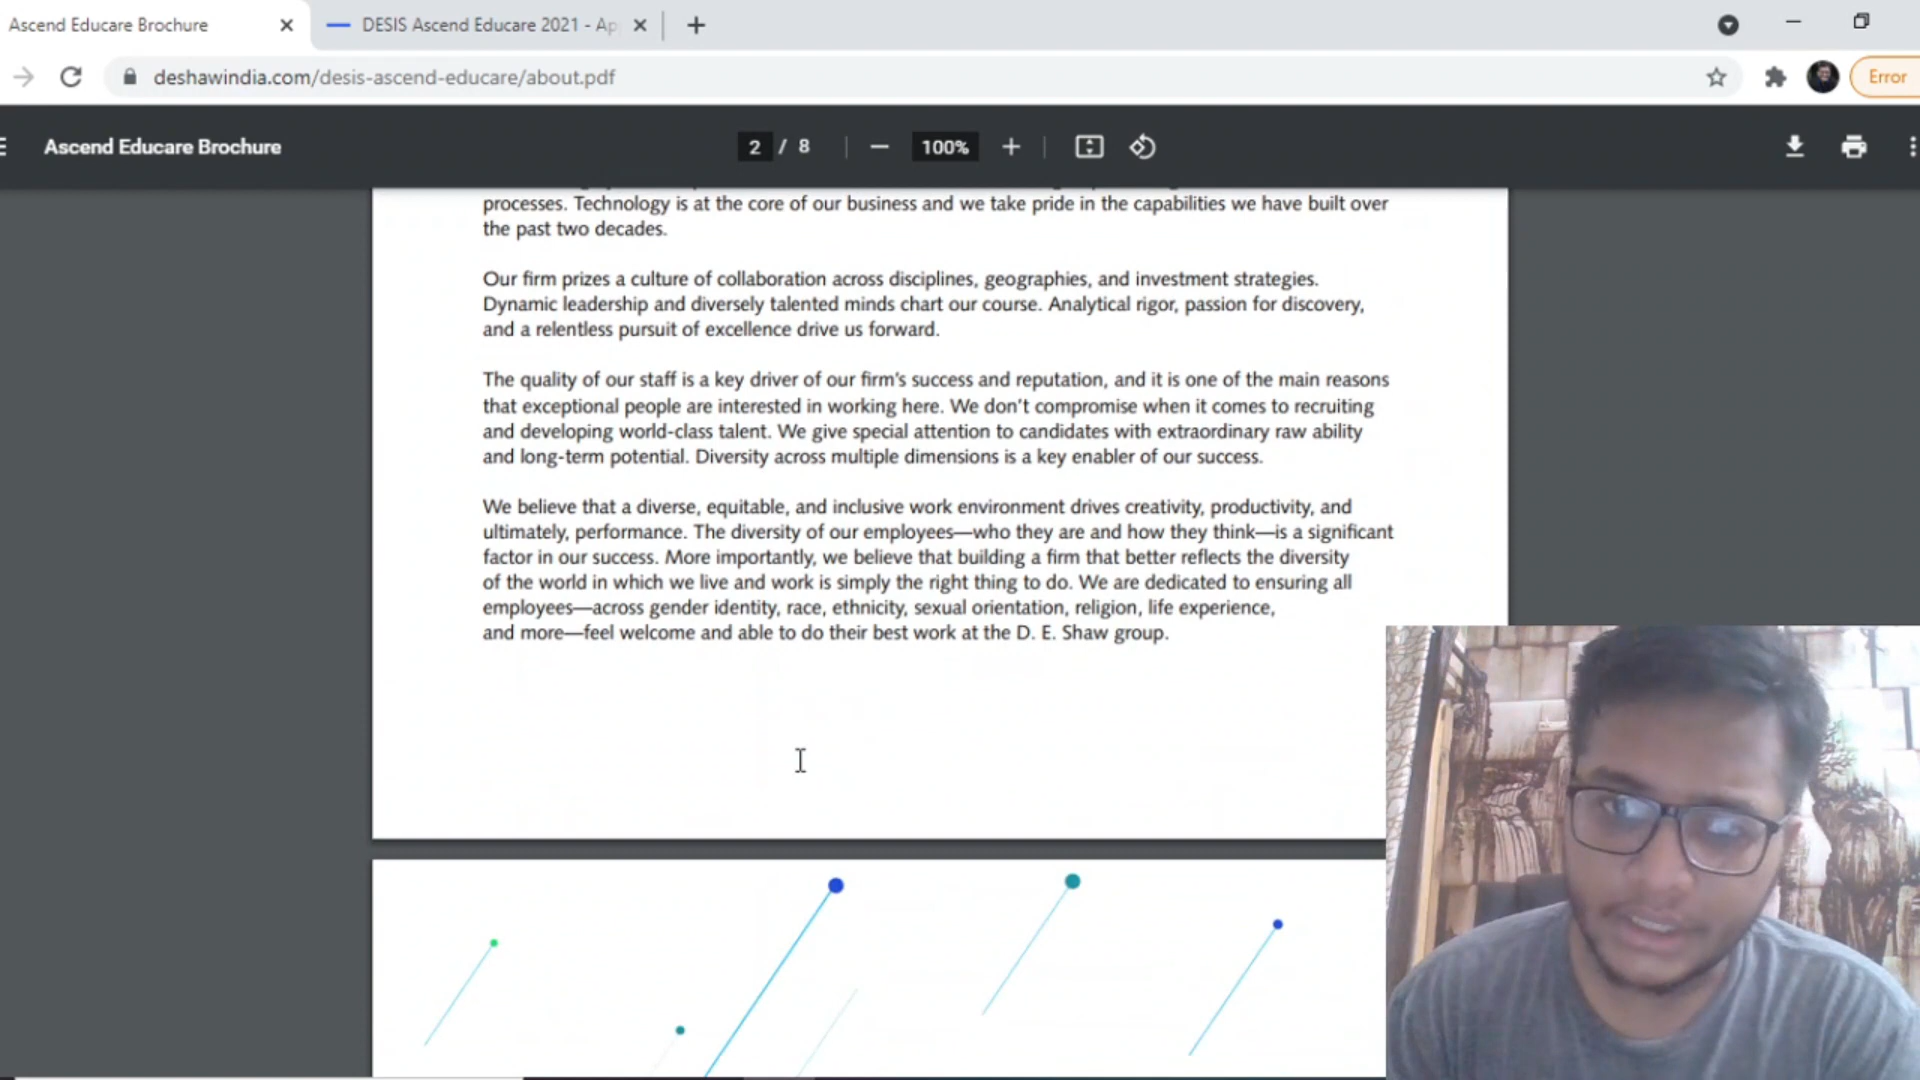 Ascend Educare Brochure
DESIS Ascend Educare 2021 - Ap
deshawindia.com/desis-ascend-educare/about.pdf
Error
Ascend Educare Brochure
2 / 8
100%
processes. Technology is at the core of our business and we take pride in the capabilities we have built over
the past two decades.
Our firm prizes a culture of collaboration across disciplines, geographies, and investment strategies.
Dynamic leadership and diversely talented minds chart our course. Analytical rigor, passion for discovery,
and a relentless pursuit of excellence drive us forward.
The quality of our staff is a key driver of our firm's success and reputation, and it is one of the main reasons
that exceptional people are interested in working here. We don't compromise when it comes to recruiting
and developing world-class talent. We give special attention to candidates with extraordinary raw ability
and long-term potential. Diversity across multiple dimensions is a key enabler of our success.
We believe that a diverse, equitable, and inclusive work environment drives creativity, productivity, and
ultimately, performance. The diversity of our employees—who they are and how they think—is a significant
factor in our success. More importantly, we believe that building a firm that better reflects the diversity
of the world in which we live and work is simply the right thing to do. We are dedicated to ensuring all
employees—across gender identity, race, ethnicity, sexual orientation, religion, life experience,
and more—feel welcome and able to do their best work at the D. E. Shaw group.